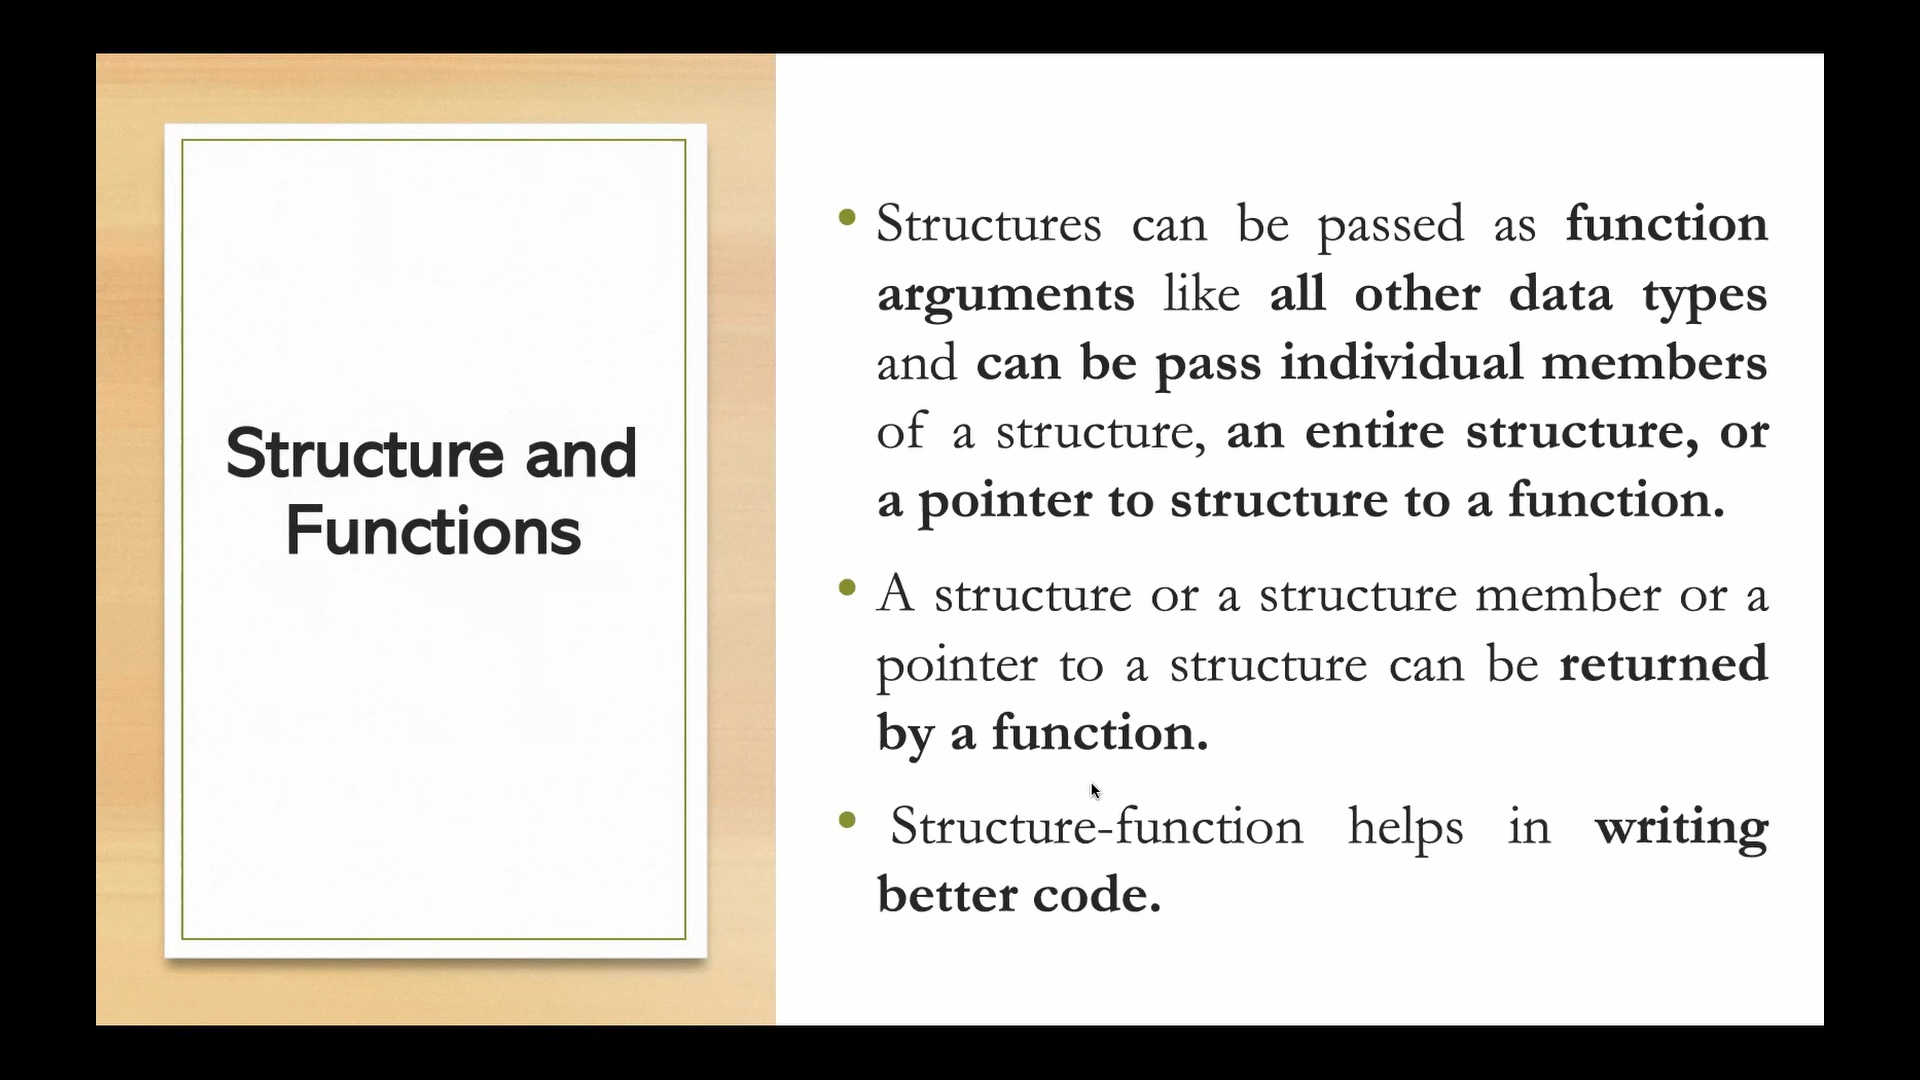 Structure and
Functions
Structures can be passed as function
arguments like all other data types
and can be pass individual members
of a structure, an entire structure, or
a pointer to structure to a function.
A structure or a structure member or a
pointer to a structure can be returned
by a function.
Structure-function helps in writing
better code.